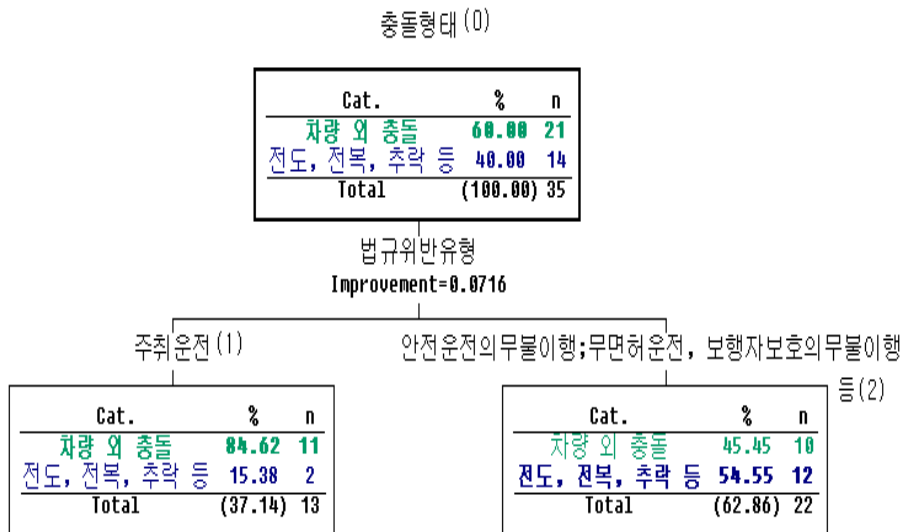 충돌형태(0)
Cat. % n
차량 외 충돌 60.00 21
전도, 전복, 추락 등 40.00 14
Total (100.00) 35
법규위반유형
Improvement=0.0716
주취운전(1)
Cat. % n
차량 외 충돌 84.62 11
전도, 전복, 추락 등 15.38 2
Total (37.14) 13
안전운전의무불이행;무면허운전, 보행자보호의무불이행
등(2)
Cat. % n
차량 외 충돌 45.45 10
전도, 전복, 추락 등 54.55 12
Total (62.86) 22